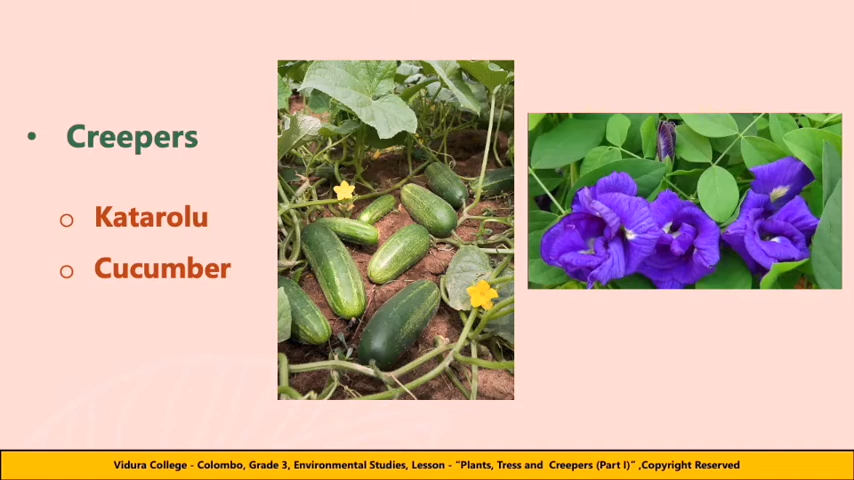 • Creepers
o Katarolu
o Cucumber
Vidura College - Colombo, Grade 3, Environmental Studies, Lesson - "Plants, Tress and Creepers (Part I)" ,Copyright Reserved